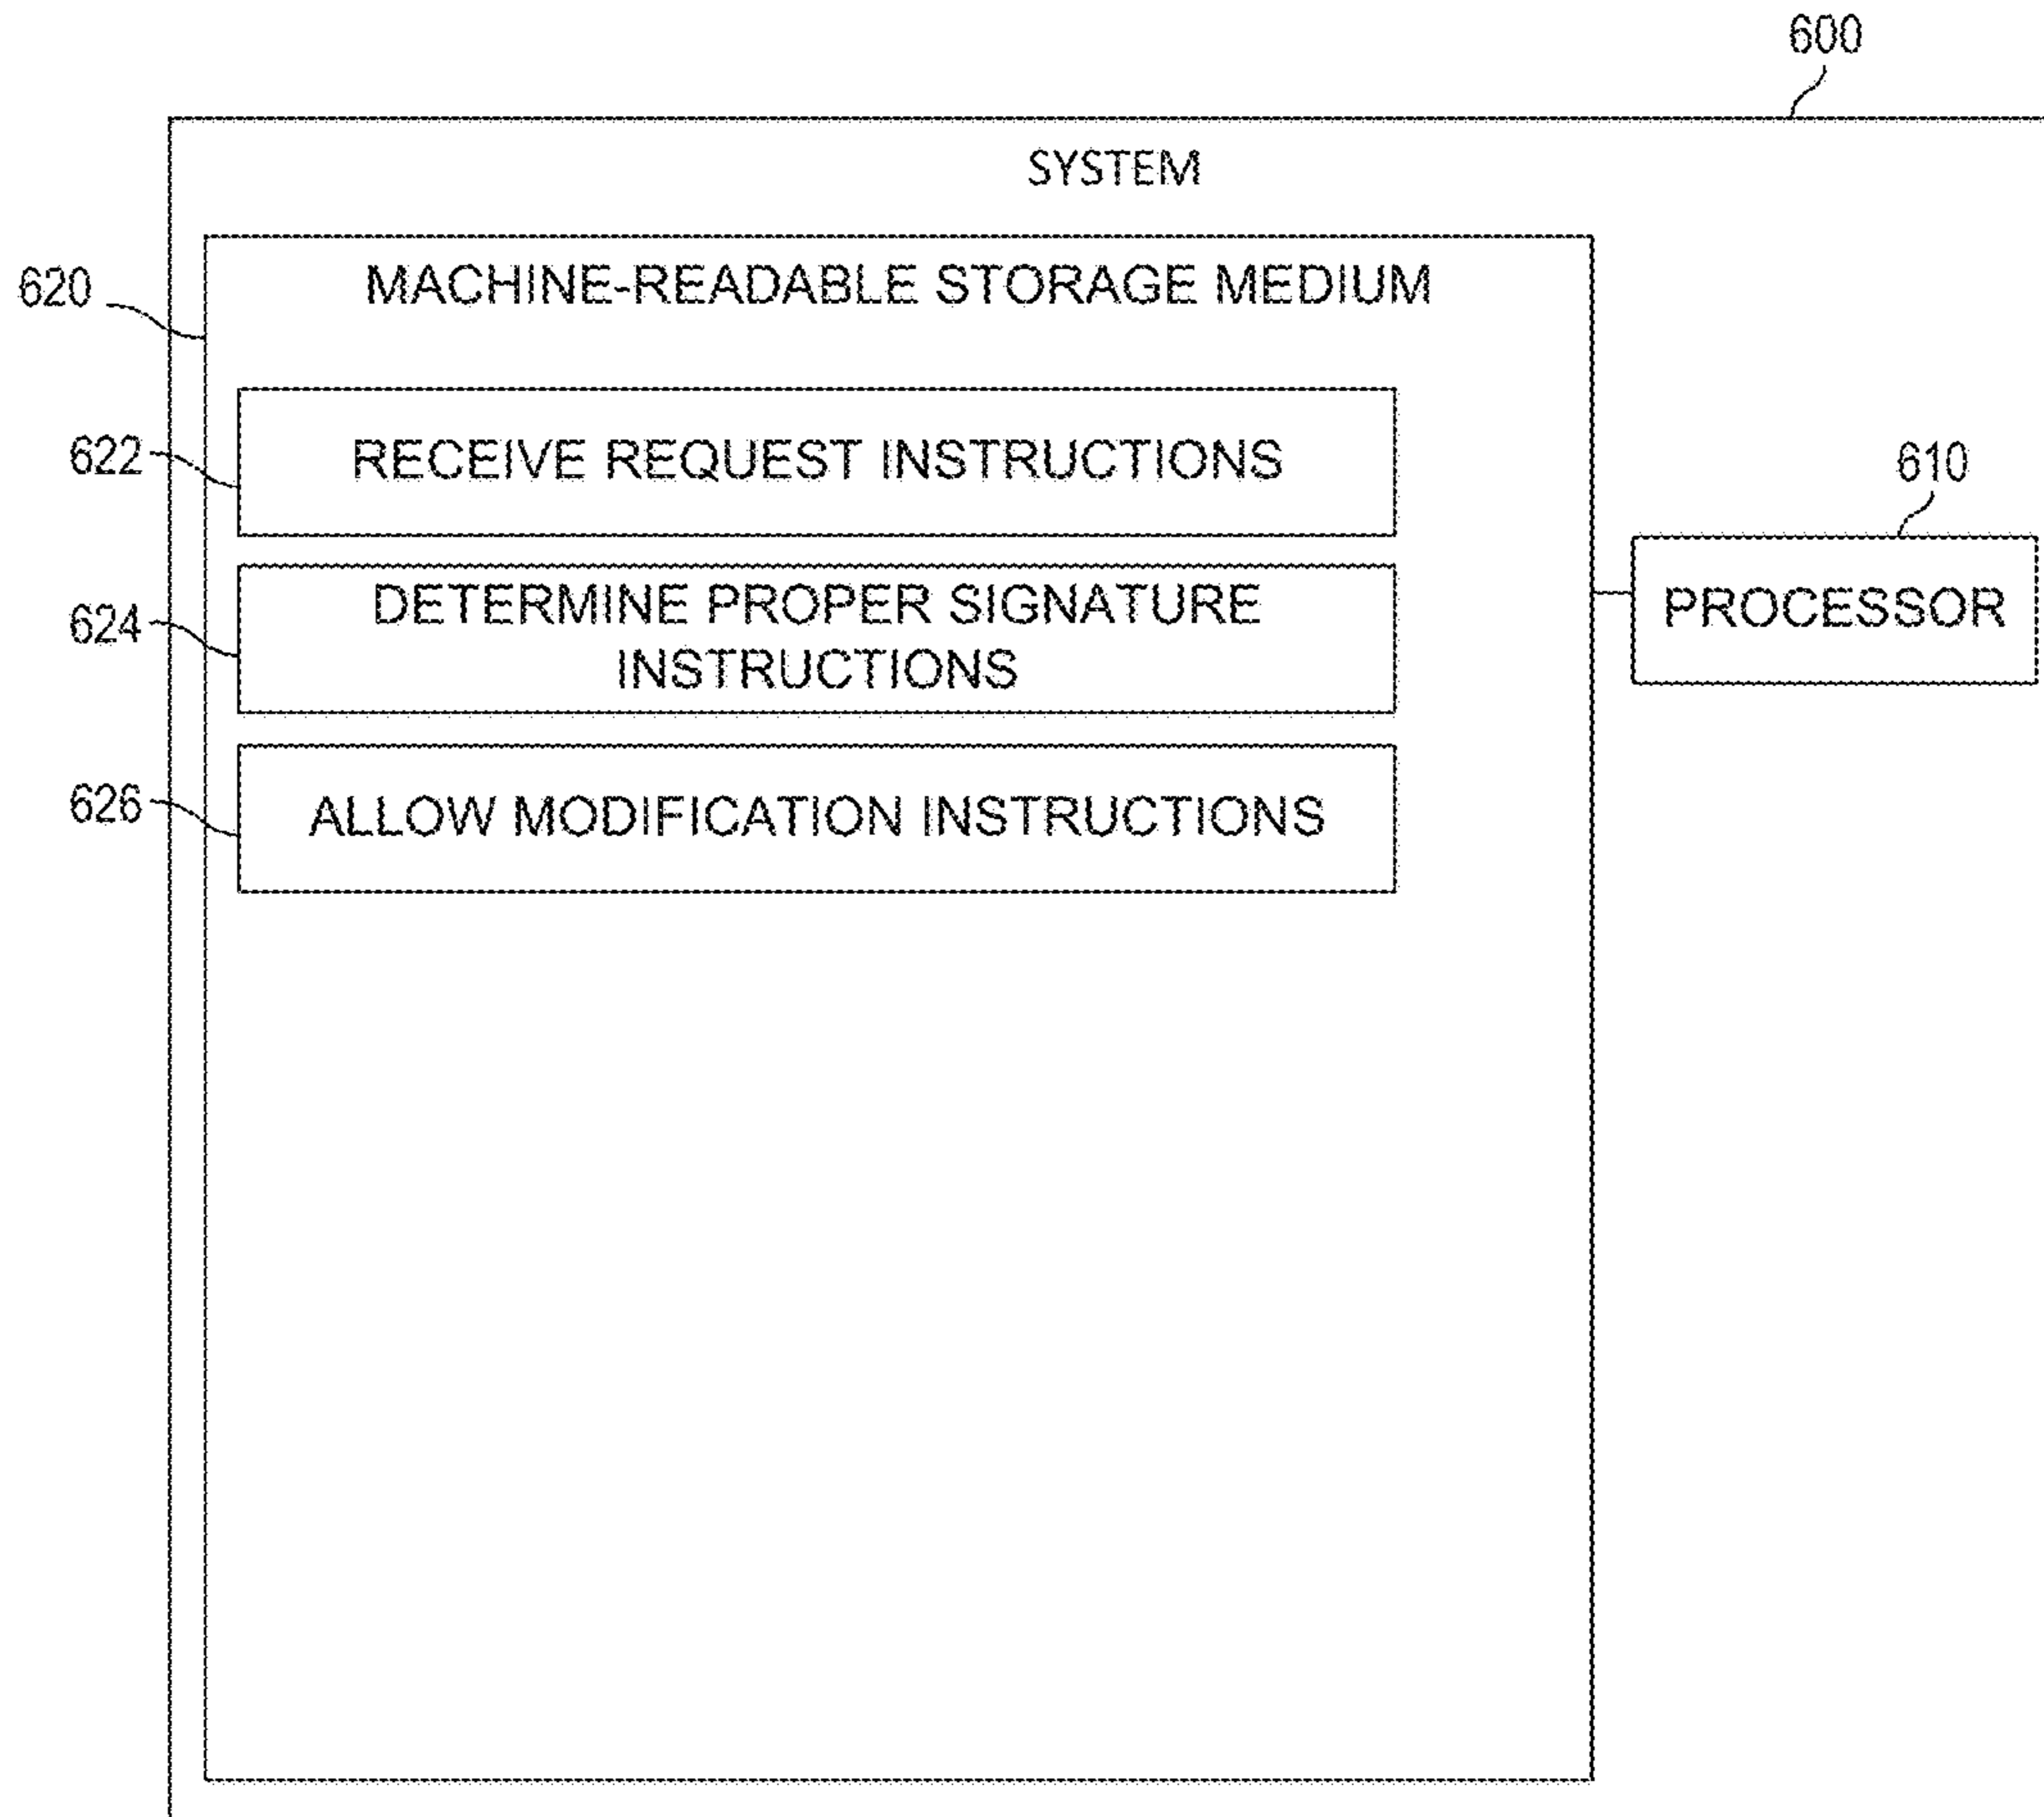 600
SYSTEM
620
MACHINE-READABLE STORAGE MEDIUM
622
RECEIVE REQUEST INSTRUCTIONS
610
PROCESSOR
624
DETERMINE PROPER SIGNATURE
INSTRUCTIONS
626
ALLOW MODIFICATION INSTRUCTIONS